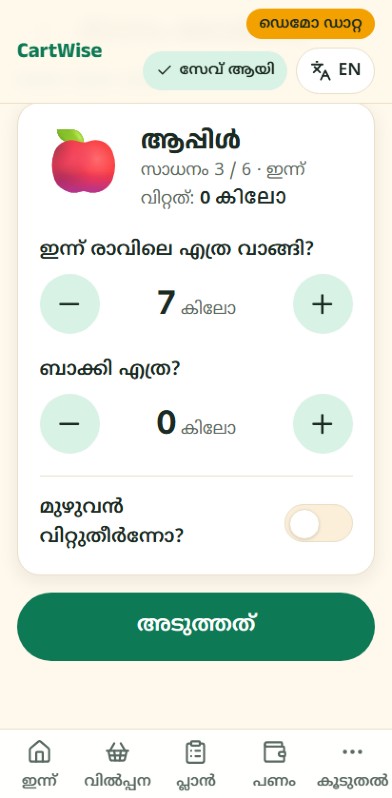 ഡെമോ ഡാറ്റ
CartWise
സേവ് ആയി
EN
ആപ്പിൾ
സാധനം 3 / 6 · ഇന്ന്
വിറ്റത്: 0 കിലോ
ഇന്ന് രാവിലെ എത്ര വാങ്ങി?
7 കിലോ
ബാക്കി എത്ര?
0 കിലോ
മുഴുവൻ
വിറ്റുതീർന്നോ?
അടുത്തത്
ഇന്ന് വിൽപ്പന പ്ലാൻ പണം കൂടുതൽ